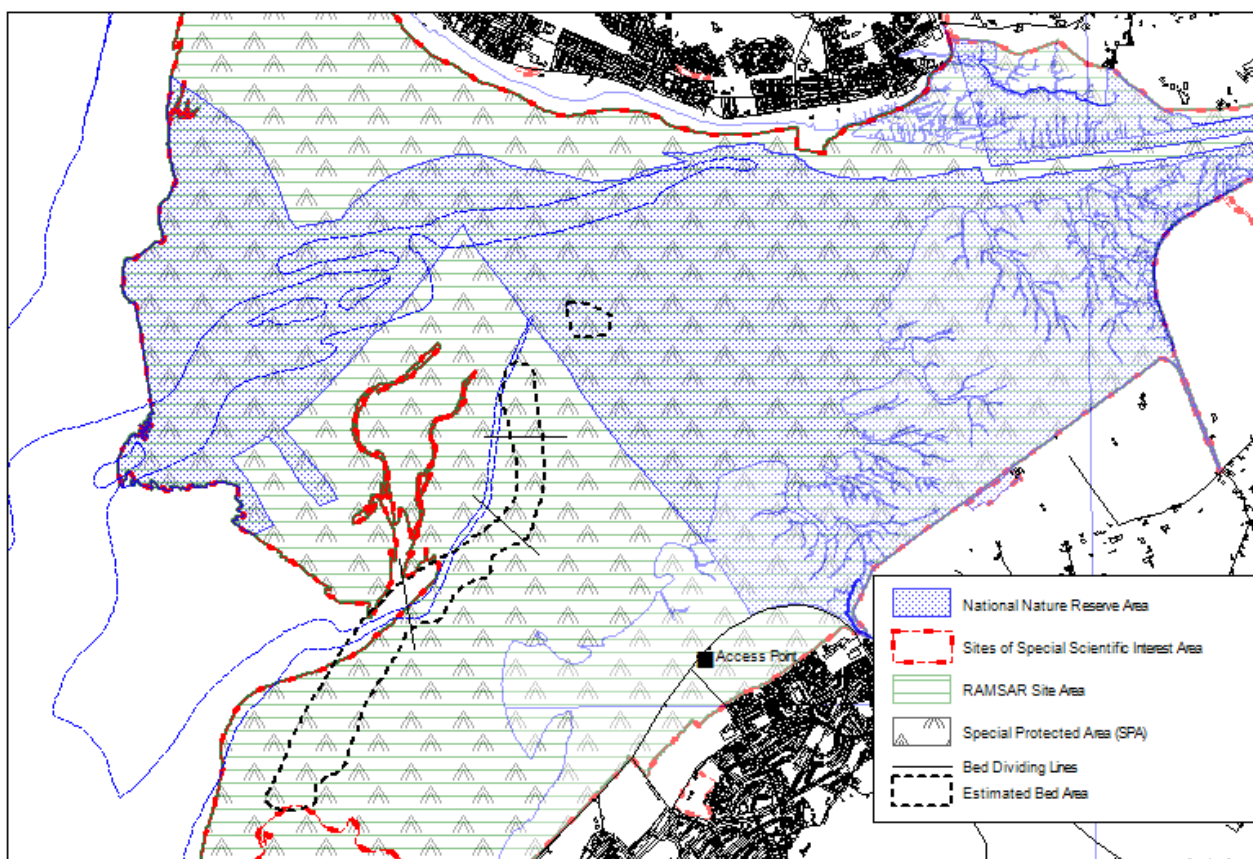 Access Point
National Nature Reserve Area
Sites of Special Scientific Interest Area
RAMSAR Site Area
Special Protected Area (SPA)
Bed Dividing Lines
Estimated Bed Area